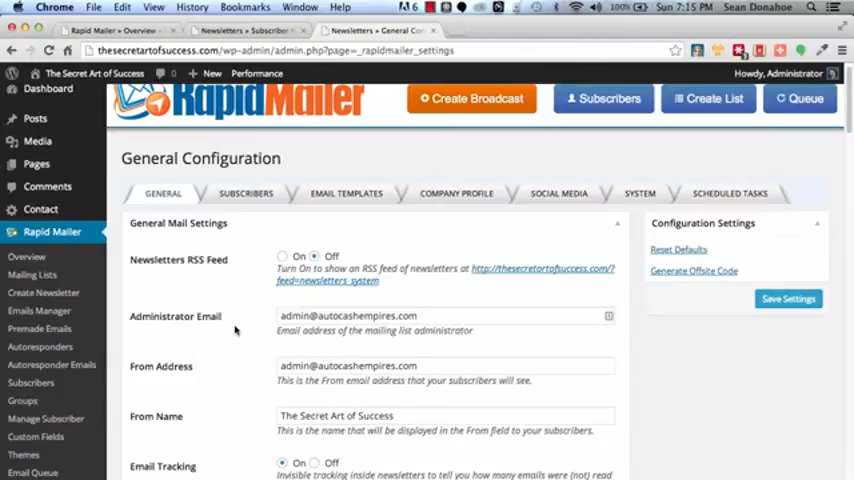 Chrome File Edit View History Bookmarks Window Help 6 100% Sun 7:15 PM Sean Donahoe
Rapid Mailer » Overview Newsletters » Subscriber Newsletters » General Con
thesecretartofsuccess.com/wp-admin/admin.php?page=_rapidmailer_settings
The Secret Art of Success 0 + New Performance Howdy, Administrator
RapidMailer Create Broadcast Subscribers Create List Queue
Dashboard
Posts
Media
Pages
Comments
Contact
Rapid Mailer
Overview
Mailing Lists
Create Newsletter
Emails Manager
Premade Emails
Autoresponders
Autoresponder Emails
Subscribers
Groups
Manage Subscriber
Custom Fields
Themes
Email Queue
General Configuration
GENERAL SUBSCRIBERS EMAIL TEMPLATES COMPANY PROFILE SOCIAL MEDIA SYSTEM SCHEDULED TASKS
General Mail Settings
Newsletters RSS Feed On Off
Turn On to show an RSS feed of newsletters at http://thesecretartofsuccess.com/?
feed=newsletters_system
Administrator Email admin@autocashempires.com
Email address of the mailing list administrator
From Address admin@autocashempires.com
This is the From email address that your subscribers will see.
From Name The Secret Art of Success
This is the name that will be displayed in the From field to your subscribers.
Email Tracking On Off
Invisible tracking inside newsletters to tell you how many emails were (not) read
Configuration Settings
Reset Defaults
Generate Offsite Code
Save Settings